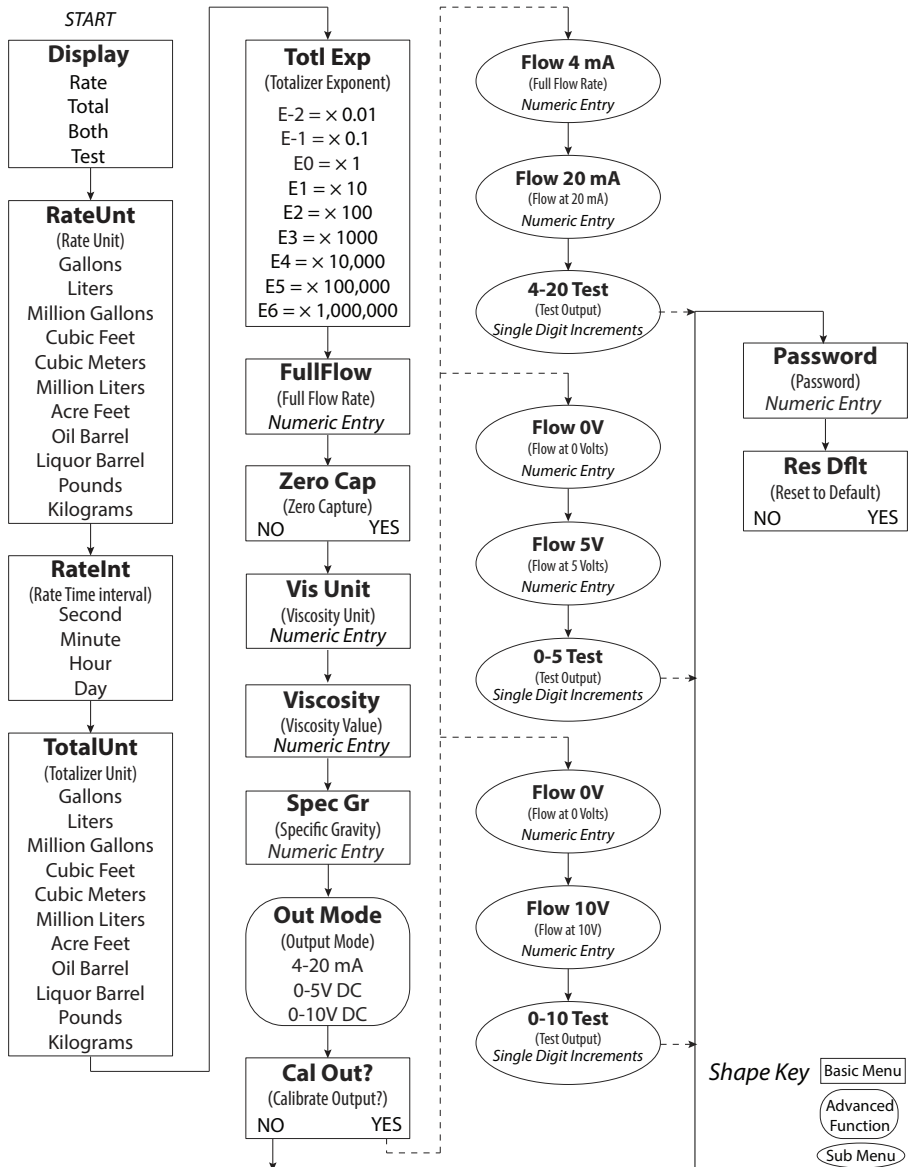 START
Display
Rate
Total
Both
Test
RateUnt
(Rate Unit)
Gallons
Liters
Million Gallons
Cubic Feet
Cubic Meters
Million Liters
Acre Feet
Oil Barrel
Liquor Barrel
Pounds
Kilograms
RateInt
(Rate Time interval)
Second
Minute
Hour
Day
TotalUnt
(Totalizer Unit)
Gallons
Liters
Million Gallons
Cubic Feet
Cubic Meters
Million Liters
Acre Feet
Oil Barrel
Liquor Barrel
Pounds
Kilograms
Totl Exp
(Totalizer Exponent)
E-2 = × 0.01
E-1 = × 0.1
E0 = × 1
E1 = × 10
E2 = × 100
E3 = × 1000
E4 = × 10,000
E5 = × 100,000
E6 = × 1,000,000
FullFlow
(Full Flow Rate)
Numeric Entry
Zero Cap
(Zero Capture)
NO YES
Vis Unit
(Viscosity Unit)
Numeric Entry
Viscosity
(Viscosity Value)
Numeric Entry
Spec Gr
(Specific Gravity)
Numeric Entry
Out Mode
(Output Mode)
4-20 mA
0-5V DC
0-10V DC
Cal Out?
(Calibrate Output?)
NO YES
Flow 4 mA
(Full Flow Rate)
Numeric Entry
Flow 20 mA
(Flow at 20 mA)
Numeric Entry
4-20 Test
(Test Output)
Single Digit Increments
Flow 0V
(Flow at 0 Volts)
Numeric Entry
Flow 5V
(Flow at 5 Volts)
Numeric Entry
0-5 Test
(Test Output)
Single Digit Increments
Flow 0V
(Flow at 0 Volts)
Numeric Entry
Flow 10V
(Flow at 10V)
Numeric Entry
0-10 Test
(Test Output)
Single Digit Increments
Password
(Password)
Numeric Entry
Res Dflt
(Reset to Default)
NO YES
Shape Key
Basic Menu
Advanced
Function
Sub Menu